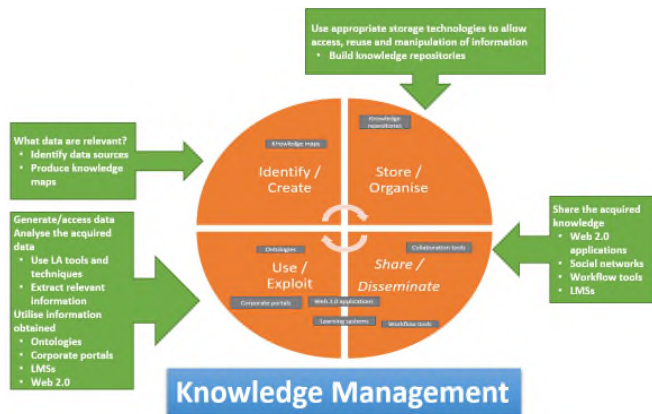 Use appropriate storage technologies to allow
access, reuse and manipulation of information
• Build knowledge repositories
What data are relevant?
• Identify data sources
• Produce knowledge
maps
Knowledge maps
Identify /
Create
Knowledge
repositories
Store /
Organise
Generate/access data
Analyse the acquired
data
• Use LA tools and
techniques
• Extract relevant
information
Utilise information
obtained
• Ontologies
• Corporate portals
• LMSs
• Web 2.0
Ontologies
Use /
Exploit
Corporate portals
Web 2.0 applications
Learning systems
Collaboration tools
Share /
Disseminate
Workflow tools
Share the acquired
knowledge
• Web 2.0
applications
• Social networks
• Workflow tools
• LMSs
Knowledge Management